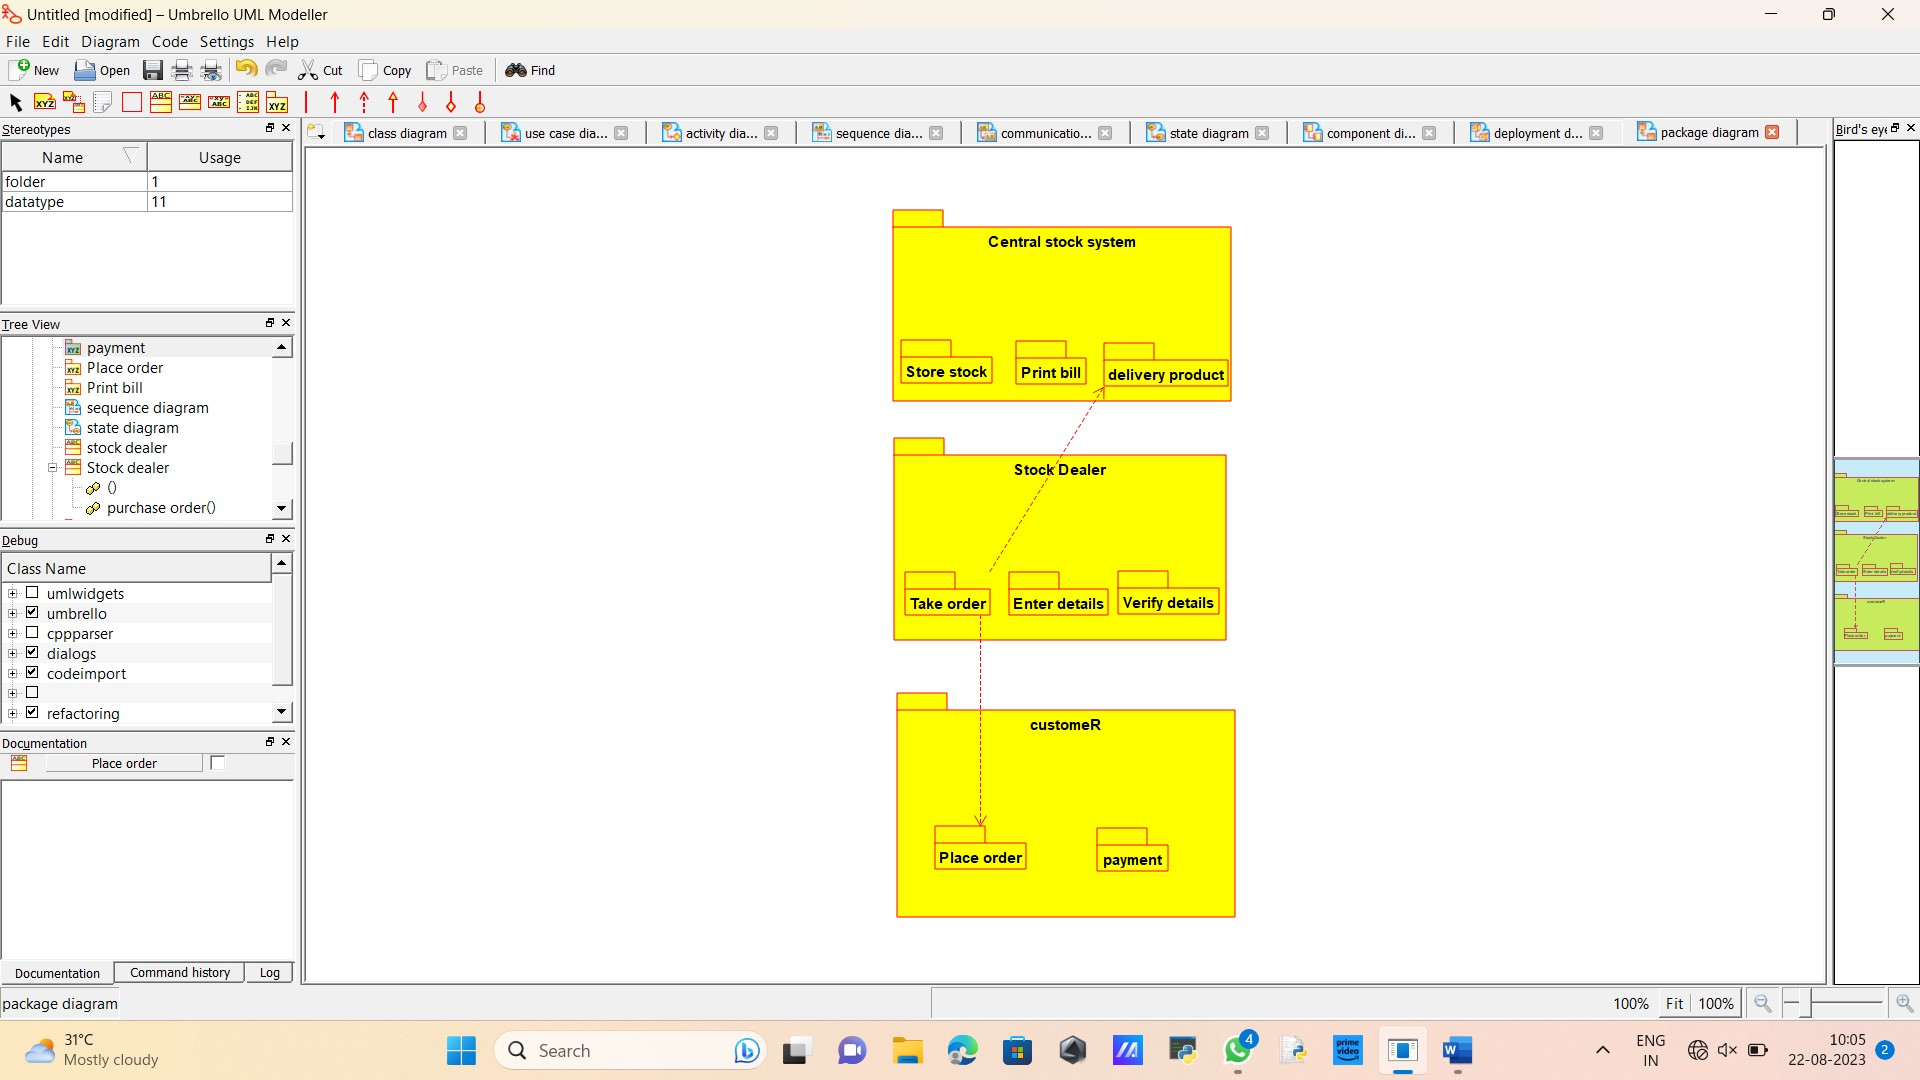 Untitled [modified] – Umbrello UML Modeller
File Edit Diagram Code Settings Help
New Open Cut Copy Paste Find
Stereotypes
Name Usage
folder 1
datatype 11
Tree View
payment
Place order
Print bill
sequence diagram
state diagram
stock dealer
Stock dealer
()
purchase order()
Debug
Class Name
umlwidgets
umbrello
cppparser
dialogs
codeimport
refactoring
Documentation
Place order
Documentation Command history Log
class diagram use case dia... activity dia... sequence dia... communicatio... state diagram component di... deployment d... package diagram
Central stock system
Store stock Print bill delivery product
Stock Dealer
Take order Enter details Verify details
customeR
Place order payment
Bird's eye
package diagram
100% Fit 100%
31°C
Mostly cloudy
Search
prime
video
4
ENG
IN
10:05
22-08-2023
2